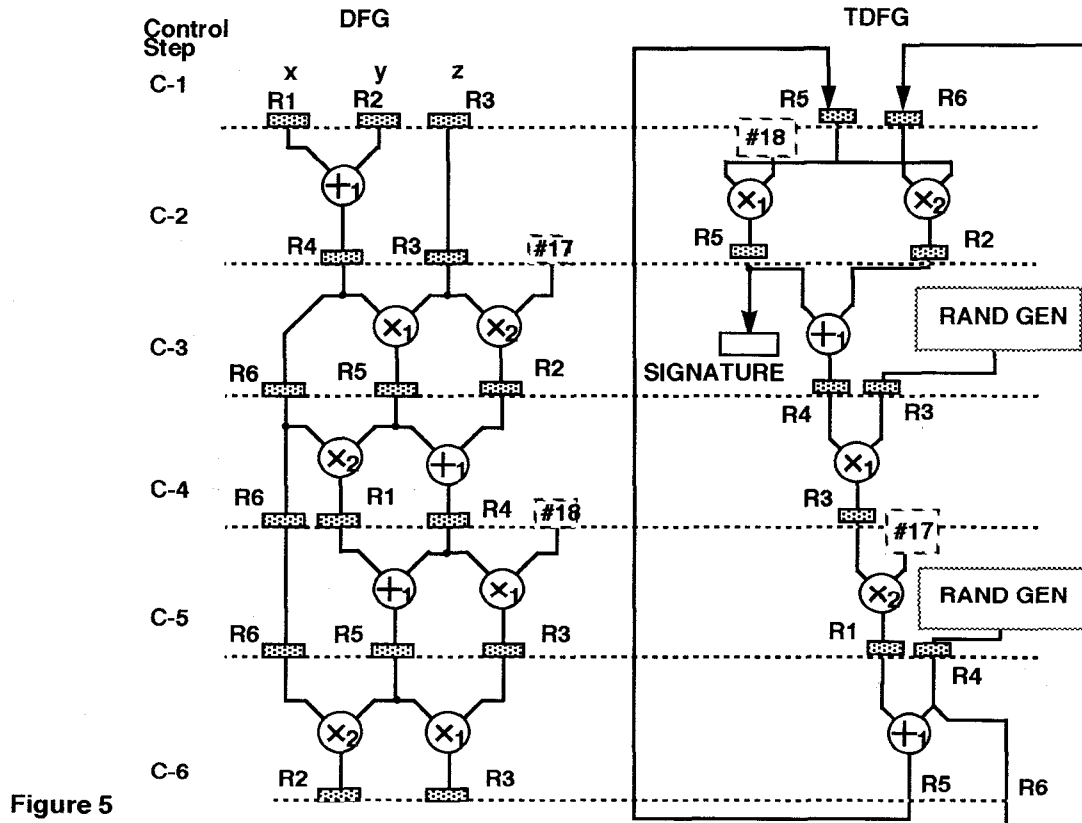 DFG
TDFG
Control
Step
C-1
x y z
R1 R2 R3
R5 R6
#18
+1
×1 ×2
C-2
R4 R3 #17
R5 R2
×1 ×2
+1
RAND GEN
C-3
SIGNATURE
R6 R5 R2
R4 R3
×2 +1
×1
C-4
R6 R1 R4 #18
R3
#17
+1 ×1
×2
RAND GEN
C-5
R6 R5 R3
R1 R4
×2 ×1
+1
C-6
R2 R3
R5 R6
Figure 5